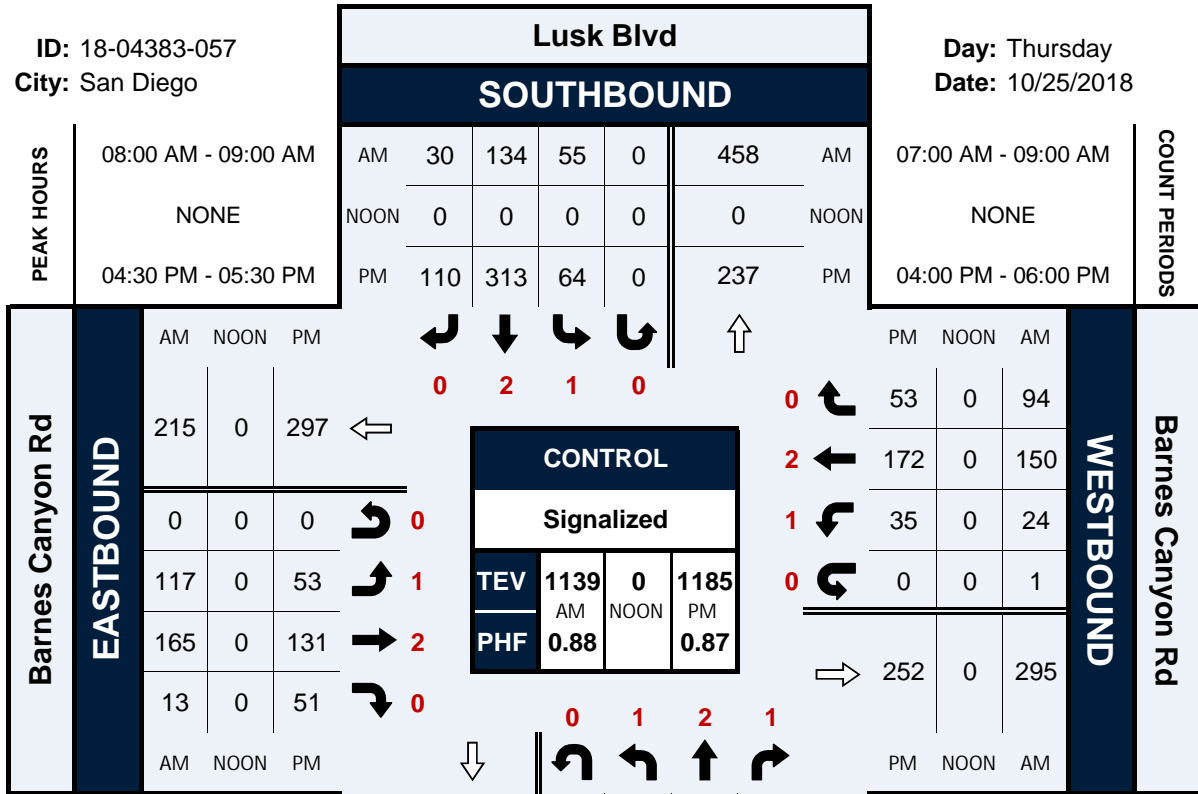 ID: 18-04383-057
City: San Diego
Lusk Blvd
SOUTHBOUND
Day: Thursday
Date: 10/25/2018
PEAK HOURS
08:00 AM - 09:00 AM
NONE
04:30 PM - 05:30 PM
AM 30 134 55 0 458 AM
NOON 0 0 0 0 0 NOON
PM 110 313 64 0 237 PM
07:00 AM - 09:00 AM
NONE
04:00 PM - 06:00 PM
COUNT PERIODS
0 2 1 0
Barnes Canyon Rd
EASTBOUND
AM NOON PM
215 0 297
0 0 0 0
117 0 53 1
165 0 131 2
13 0 51 0
AM NOON PM
CONTROL
Signalized
TEV 1139 0 1185
AM NOON PM
PHF 0.88 0.87
PM NOON AM
0 53 0 94
2 172 0 150
1 35 0 24
0 0 0 1
252 0 295
PM NOON AM
WESTBOUND
Barnes Canyon Rd
0 1 2 1